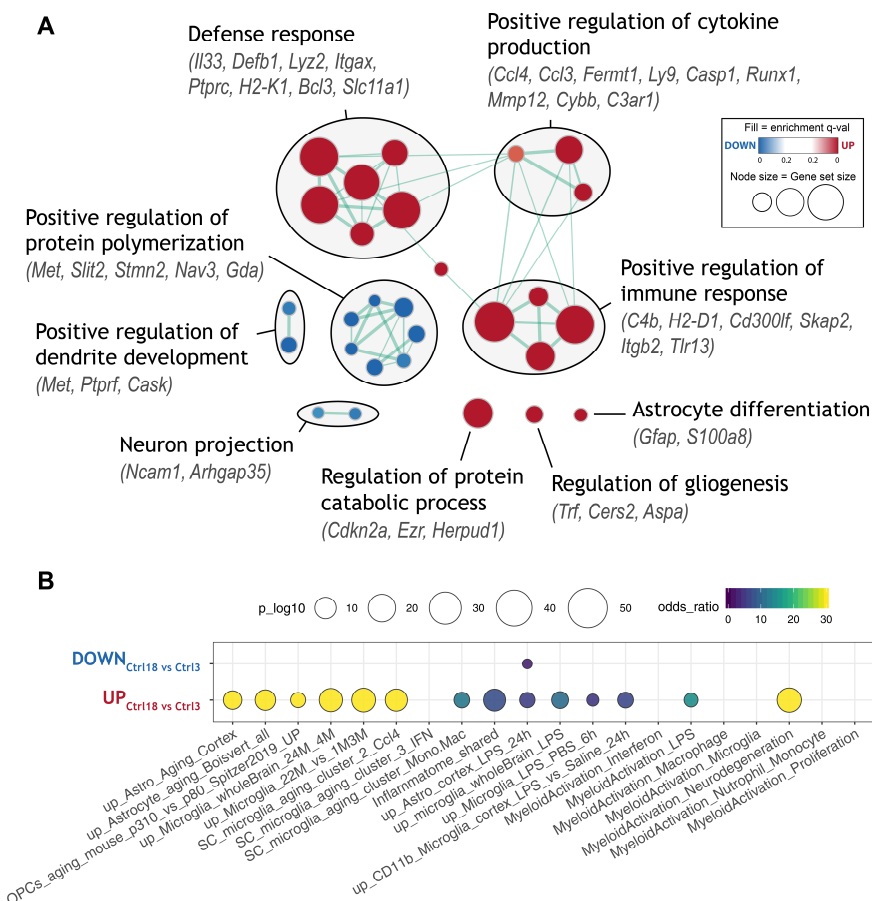 A
Defense response
(Il33, Defb1, Lyz2, Itgax,
Ptprc, H2-K1, Bcl3, Slc11a1)
Positive regulation of cytokine
production
(Ccl4, Ccl3, Fermt1, Ly9, Casp1, Runx1,
Mmp12, Cybb, C3ar1)
Fill = enrichment q-val
DOWN UP
0 0.2 0.2 0
Node size = Gene set size
Positive regulation of
protein polymerization
(Met, Slit2, Stmn2, Nav3, Gda)
Positive regulation of
immune response
(C4b, H2-D1, Cd300lf, Skap2,
Itgb2, Tlr13)
Positive regulation of
dendrite development
(Met, Ptprf, Cask)
Neuron projection
(Ncam1, Arhgap35)
Astrocyte differentiation
(Gfap, S100a8)
Regulation of protein
catabolic process
(Cdkn2a, Ezr, Herpud1)
Regulation of gliogenesis
(Trf, Cers2, Aspa)
B
p_log10 10 20 30 40 50
odds_ratio 0 10 20 30
DOWN Ctrl18 vs Ctrl3
UP Ctrl18 vs Ctrl3
up_Astro_Aging_Cortex
up_Astrocyte_aging_Boisvert_all
OPCs_aging_mouse_p310_vs_p80_Spitzer2019_UP
up_Microglia_wholeBrain_24M_4M
up_Microglia_22M_vs_1M3M
SC_microglia_aging_cluster_2_Ccl4
SC_microglia_aging_cluster_3_IFN
SC_microglia_aging_cluster_Mono.Mac
Inflammatome_shared
up_Astro_cortex_LPS_24h
up_microglia_wholeBrain_LPS
up_Microglia_LPS_PBS_6h
up_CD11b_Microglia_cortex_LPS_vs_Saline_24h
MyeloidActivation_Interferon
MyeloidActivation_LPS
MyeloidActivation_Macrophage
MyeloidActivation_Microglia
MyeloidActivation_Neurodegeneration
MyeloidActivation_Nutrophil_Monocyte
MyeloidActivation_Proliferation